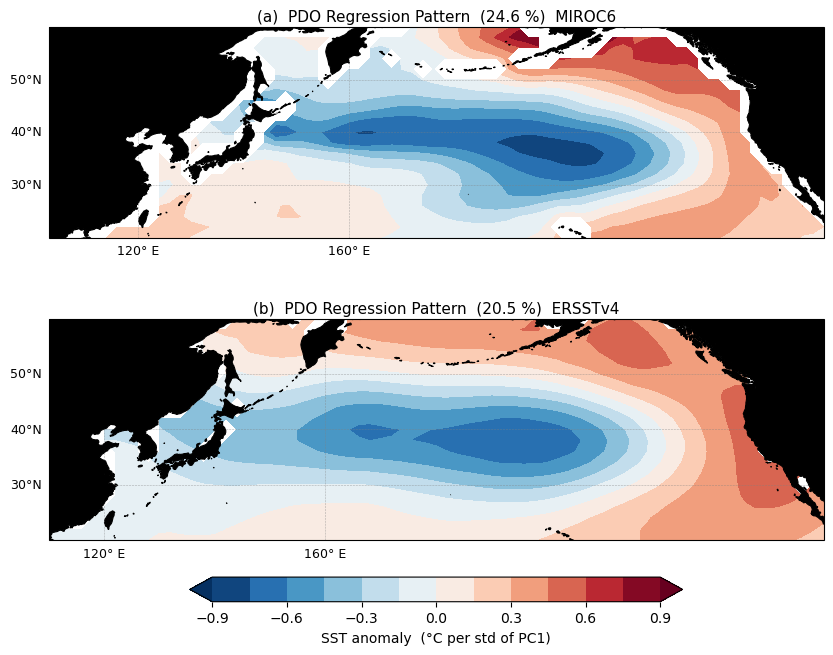 (a)  PDO Regression Pattern  (24.6 %)  MIROC6
50°N
40°N
30°N
120° E 160° E
(b)  PDO Regression Pattern  (20.5 %)  ERSSTv4
50°N
40°N
30°N
120° E 160° E
−0.9 −0.6 −0.3 0.0 0.3 0.6 0.9
SST anomaly  (°C per std of PC1)